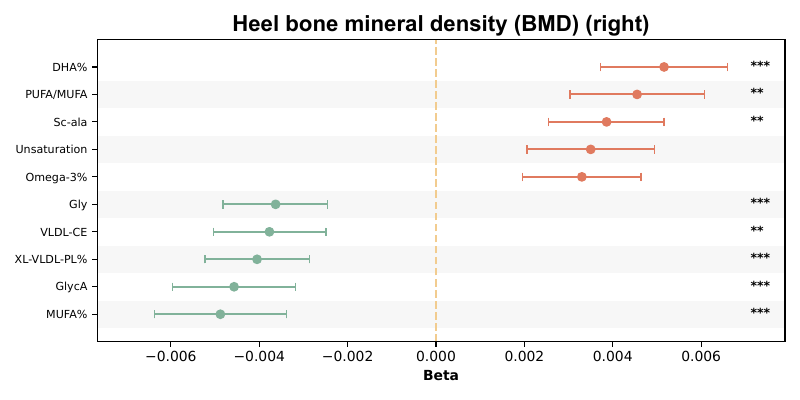 Heel bone mineral density (BMD) (right)
DHA% ***
PUFA/MUFA **
Sc-ala **
Unsaturation
Omega-3%
Gly ***
VLDL-CE **
XL-VLDL-PL% ***
GlycA ***
MUFA% ***
−0.006 −0.004 −0.002 0.000 0.002 0.004 0.006
Beta